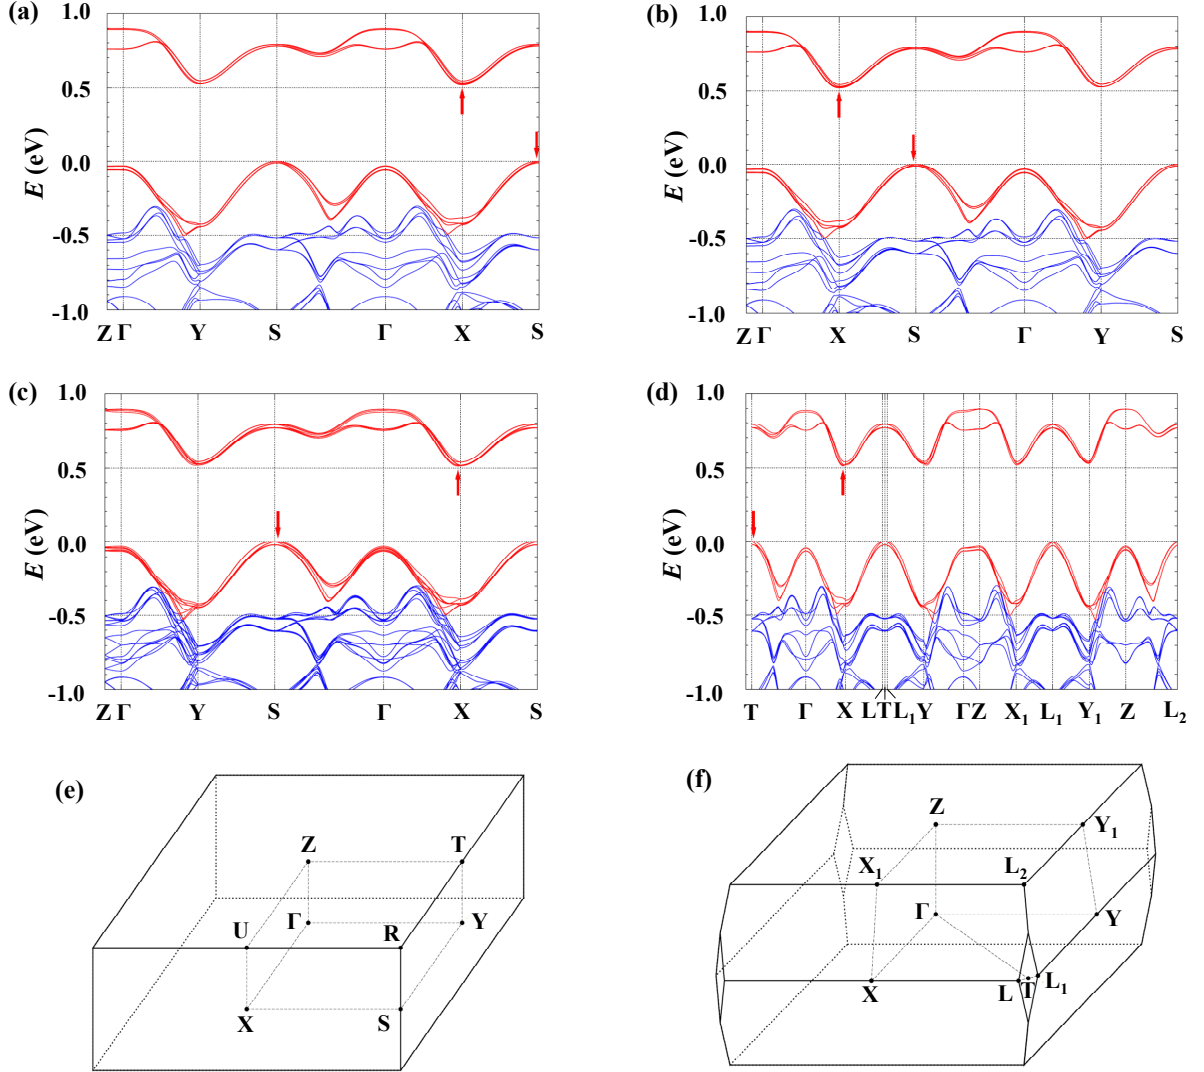 (a)
1.0
0.5
0.0
-0.5
-1.0
E (eV)
Z Γ Y S Γ X S
(b)
1.0
0.5
0.0
-0.5
-1.0
E (eV)
Z Γ X S Γ Y S
(c)
1.0
0.5
0.0
-0.5
-1.0
E (eV)
Z Γ Y S Γ X S
(d)
1.0
0.5
0.0
-0.5
-1.0
E (eV)
T Γ X L T L₁ Y Γ Z X₁ L₁ Y₁ Z L₂
(e)
Z T
U Γ R Y
X S
(f)
Z Y₁
X₁ L₂
Γ Y
X L T L₁